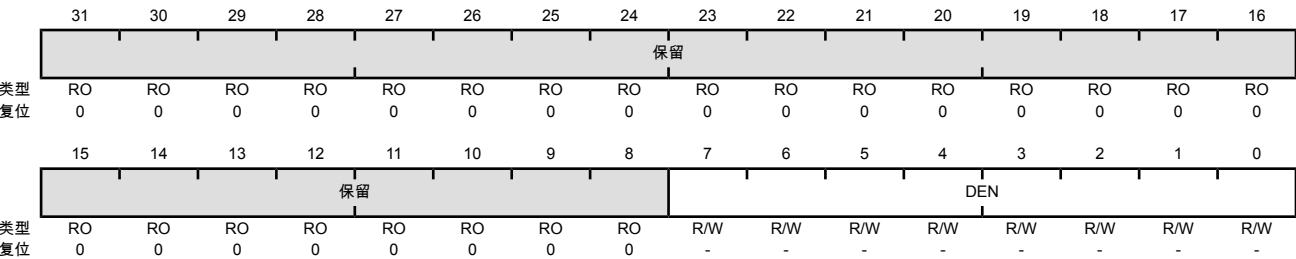 31 30 29 28 27 26 25 24 23 22 21 20 19 18 17 16
保留
类型 RO RO RO RO RO RO RO RO RO RO RO RO RO RO RO RO
复位 0 0 0 0 0 0 0 0 0 0 0 0 0 0 0 0
15 14 13 12 11 10 9 8 7 6 5 4 3 2 1 0
保留 DEN
类型 RO RO RO RO RO RO RO RO R/W R/W R/W R/W R/W R/W R/W R/W
复位 0 0 0 0 0 0 0 0 - - - - - - - -